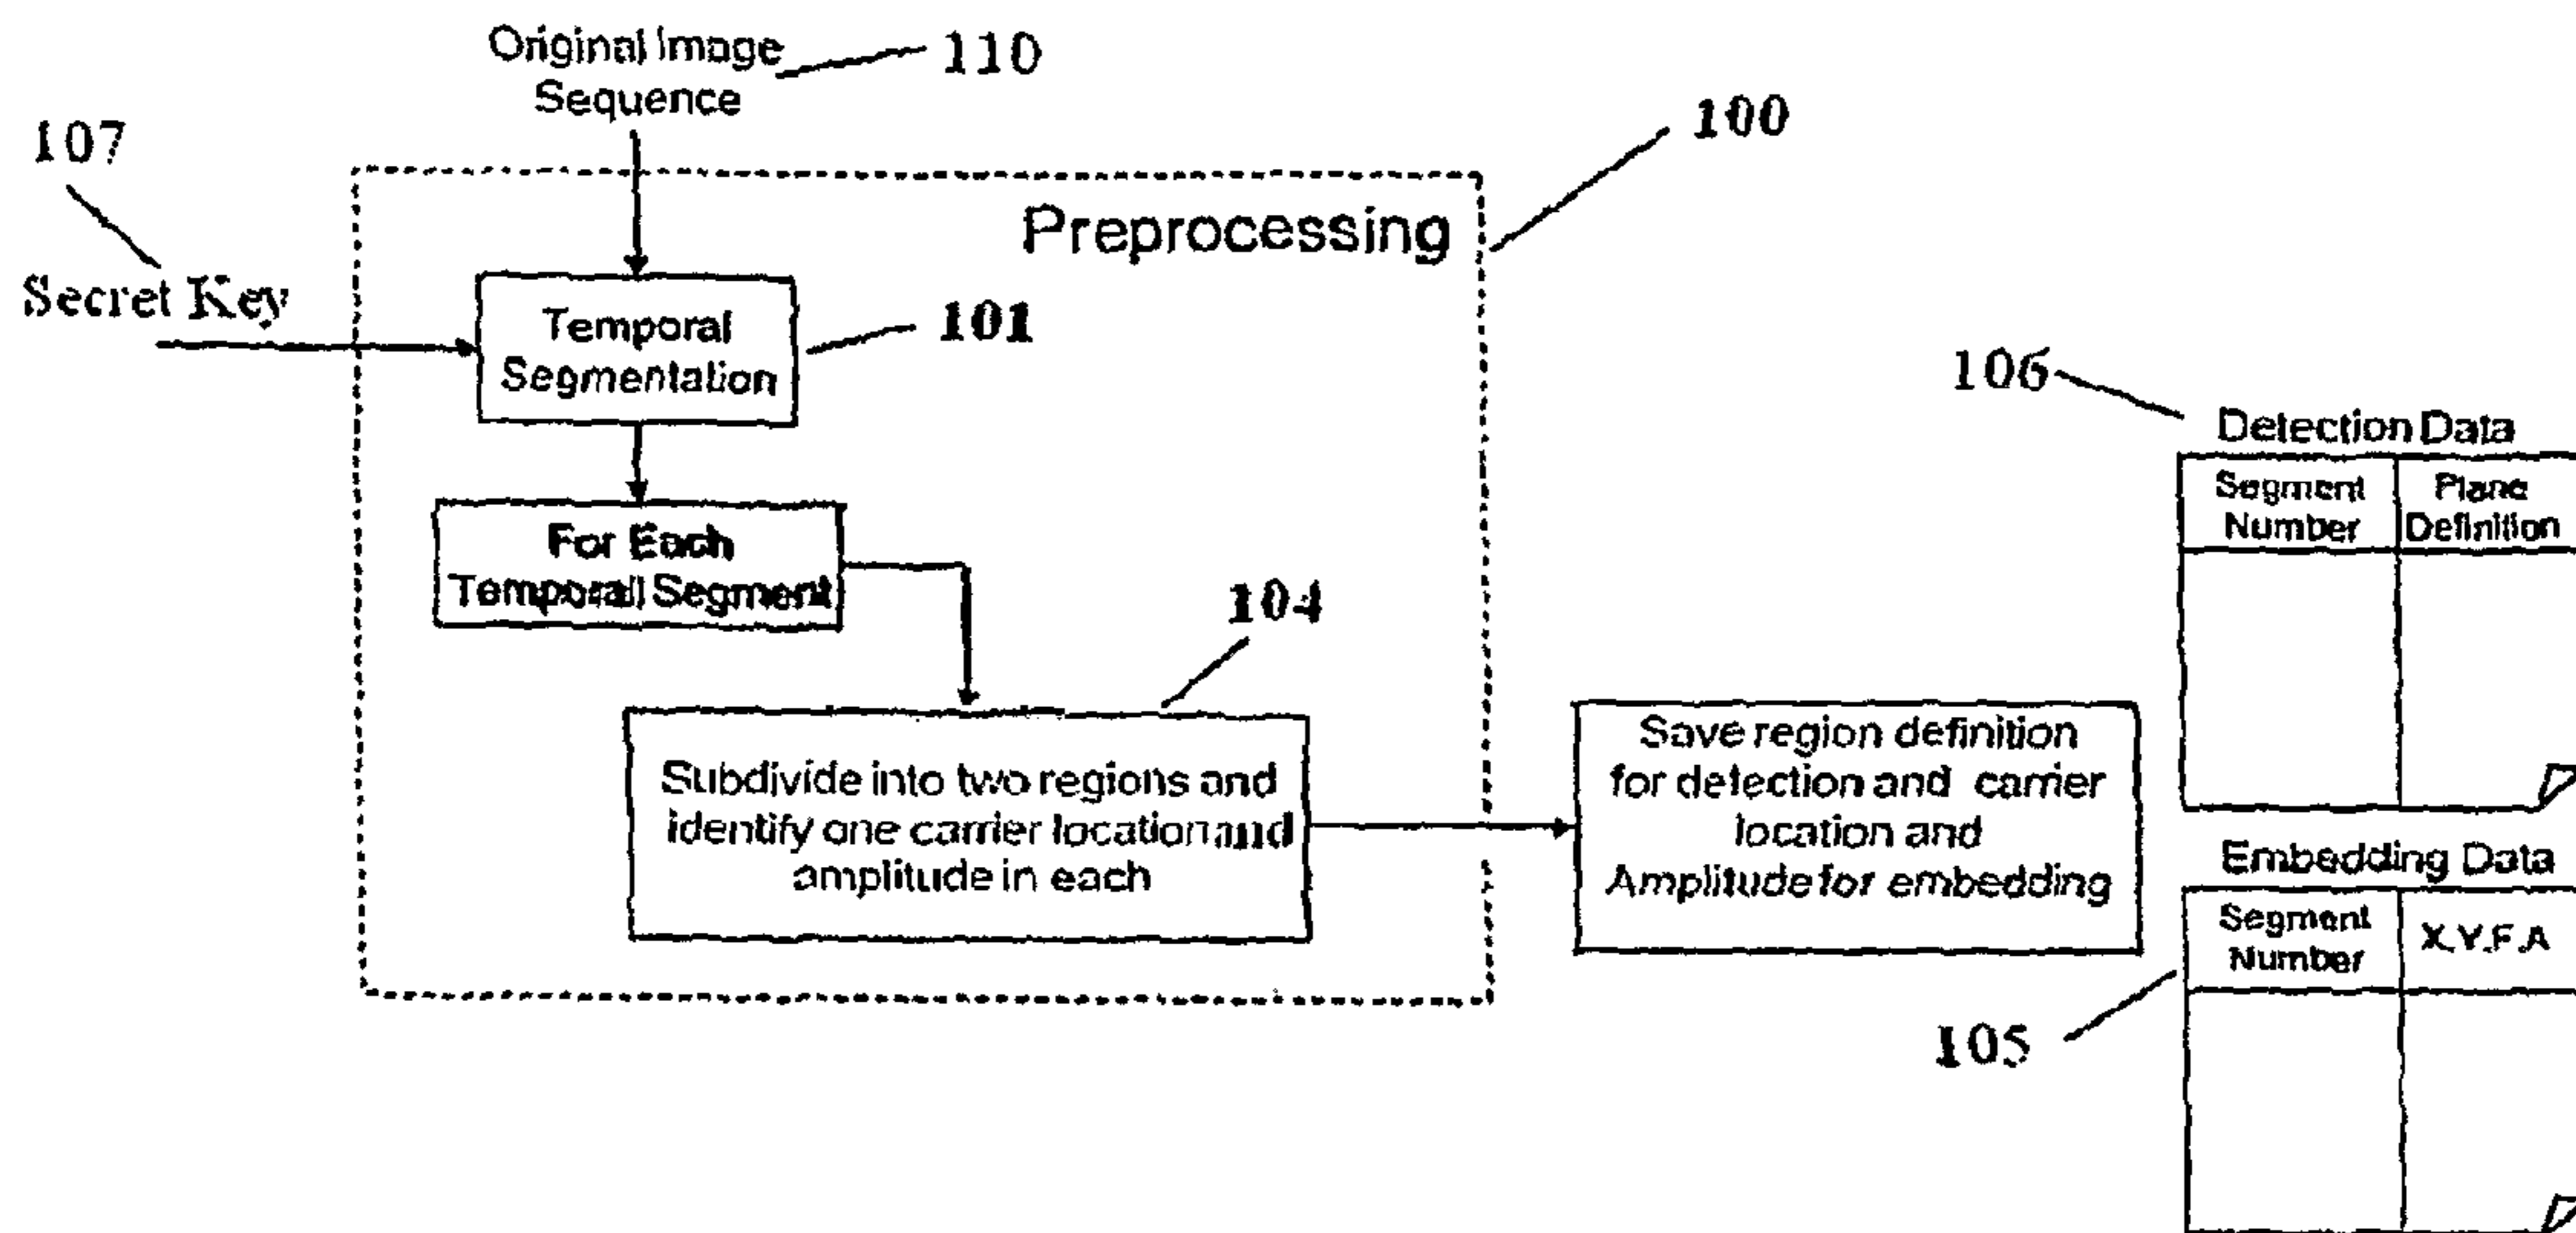 Original Image
Sequence
110
107
100
Preprocessing
Secret Key
Temporal
Segmentation
101
106
Detection Data
Segment
Number
Plane
Definition
For Each
Temporal Segment
104
Subdivide into two regions and
identify one carrier location and
amplitude in each
Save region definition
for detection and carrier
location and
Amplitude for embedding
Embedding Data
Segment
Number
X,Y,F,A
105